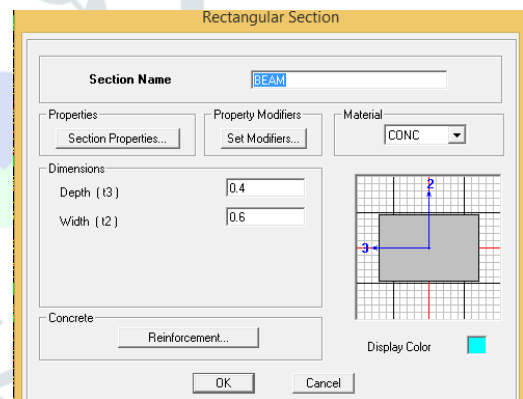 Rectangular Section
Section Name BEAM
Properties Property Modifiers Material
Section Properties... Set Modifiers... CONC
Dimensions
Depth (t3) 0.4
Width (t2) 0.6
2
3
Concrete
Reinforcement...
Display Color
OK Cancel